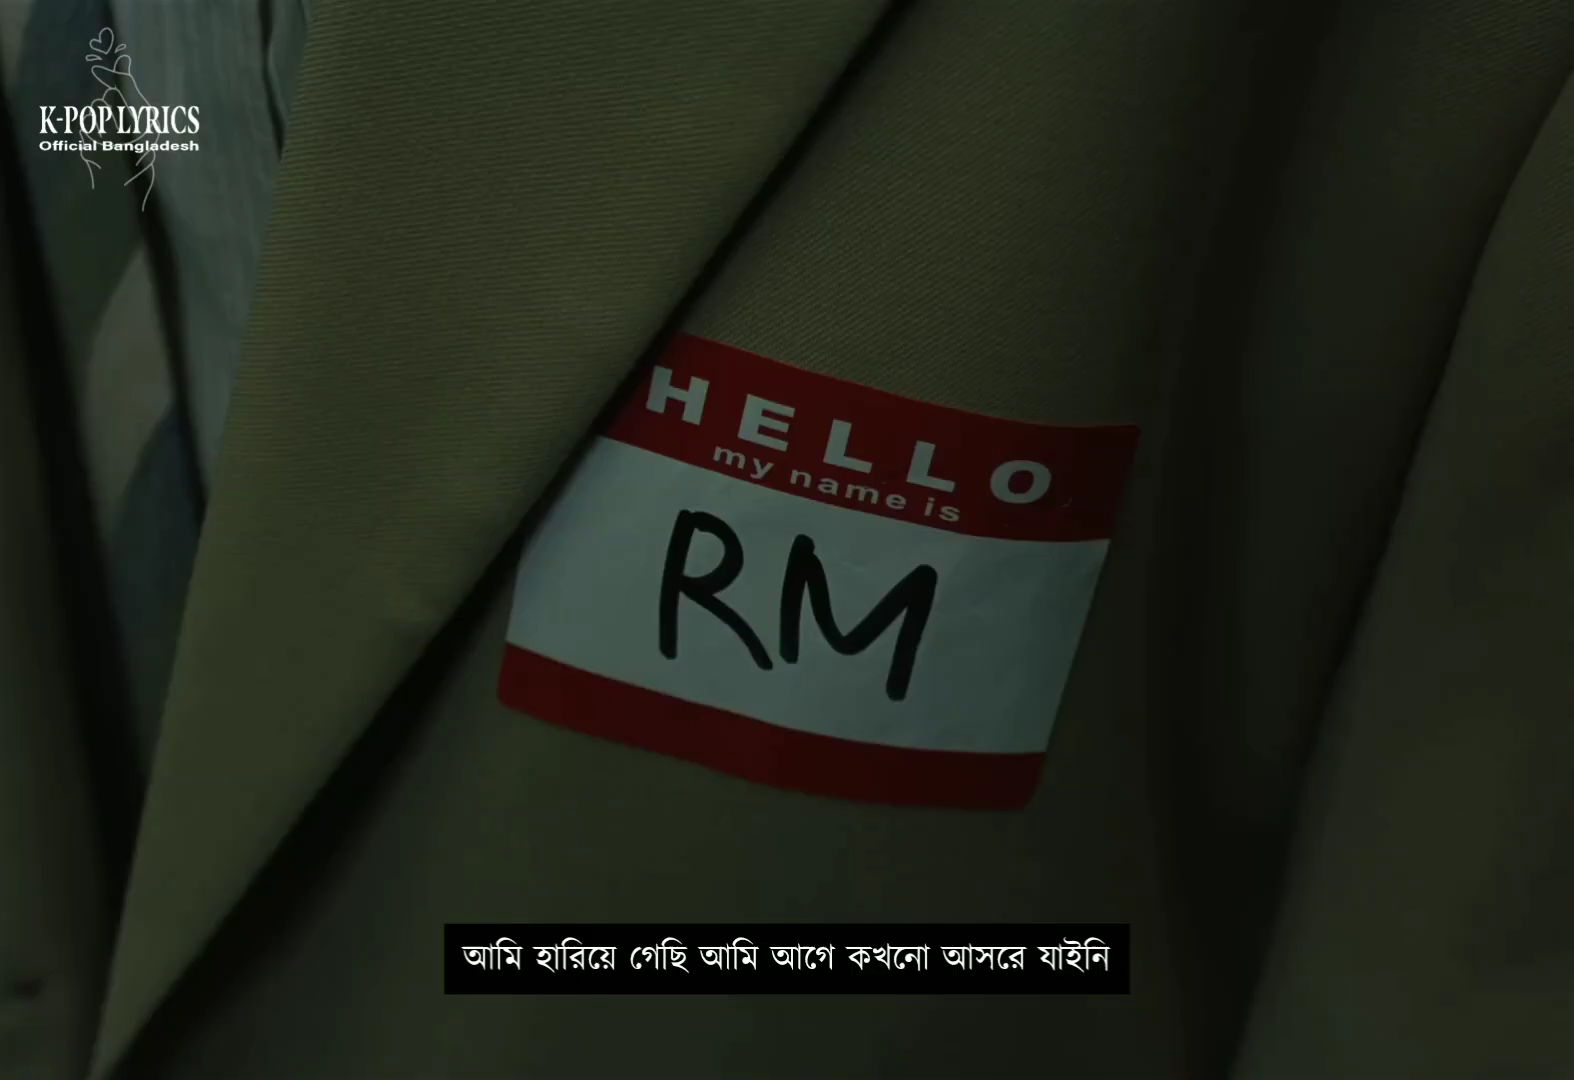 K-POP LYRICS
Official Bangladesh
HELLO
my name is
RM
আমি হারিয়ে গেছি আমি আগে কখনো আসরে যাইনি